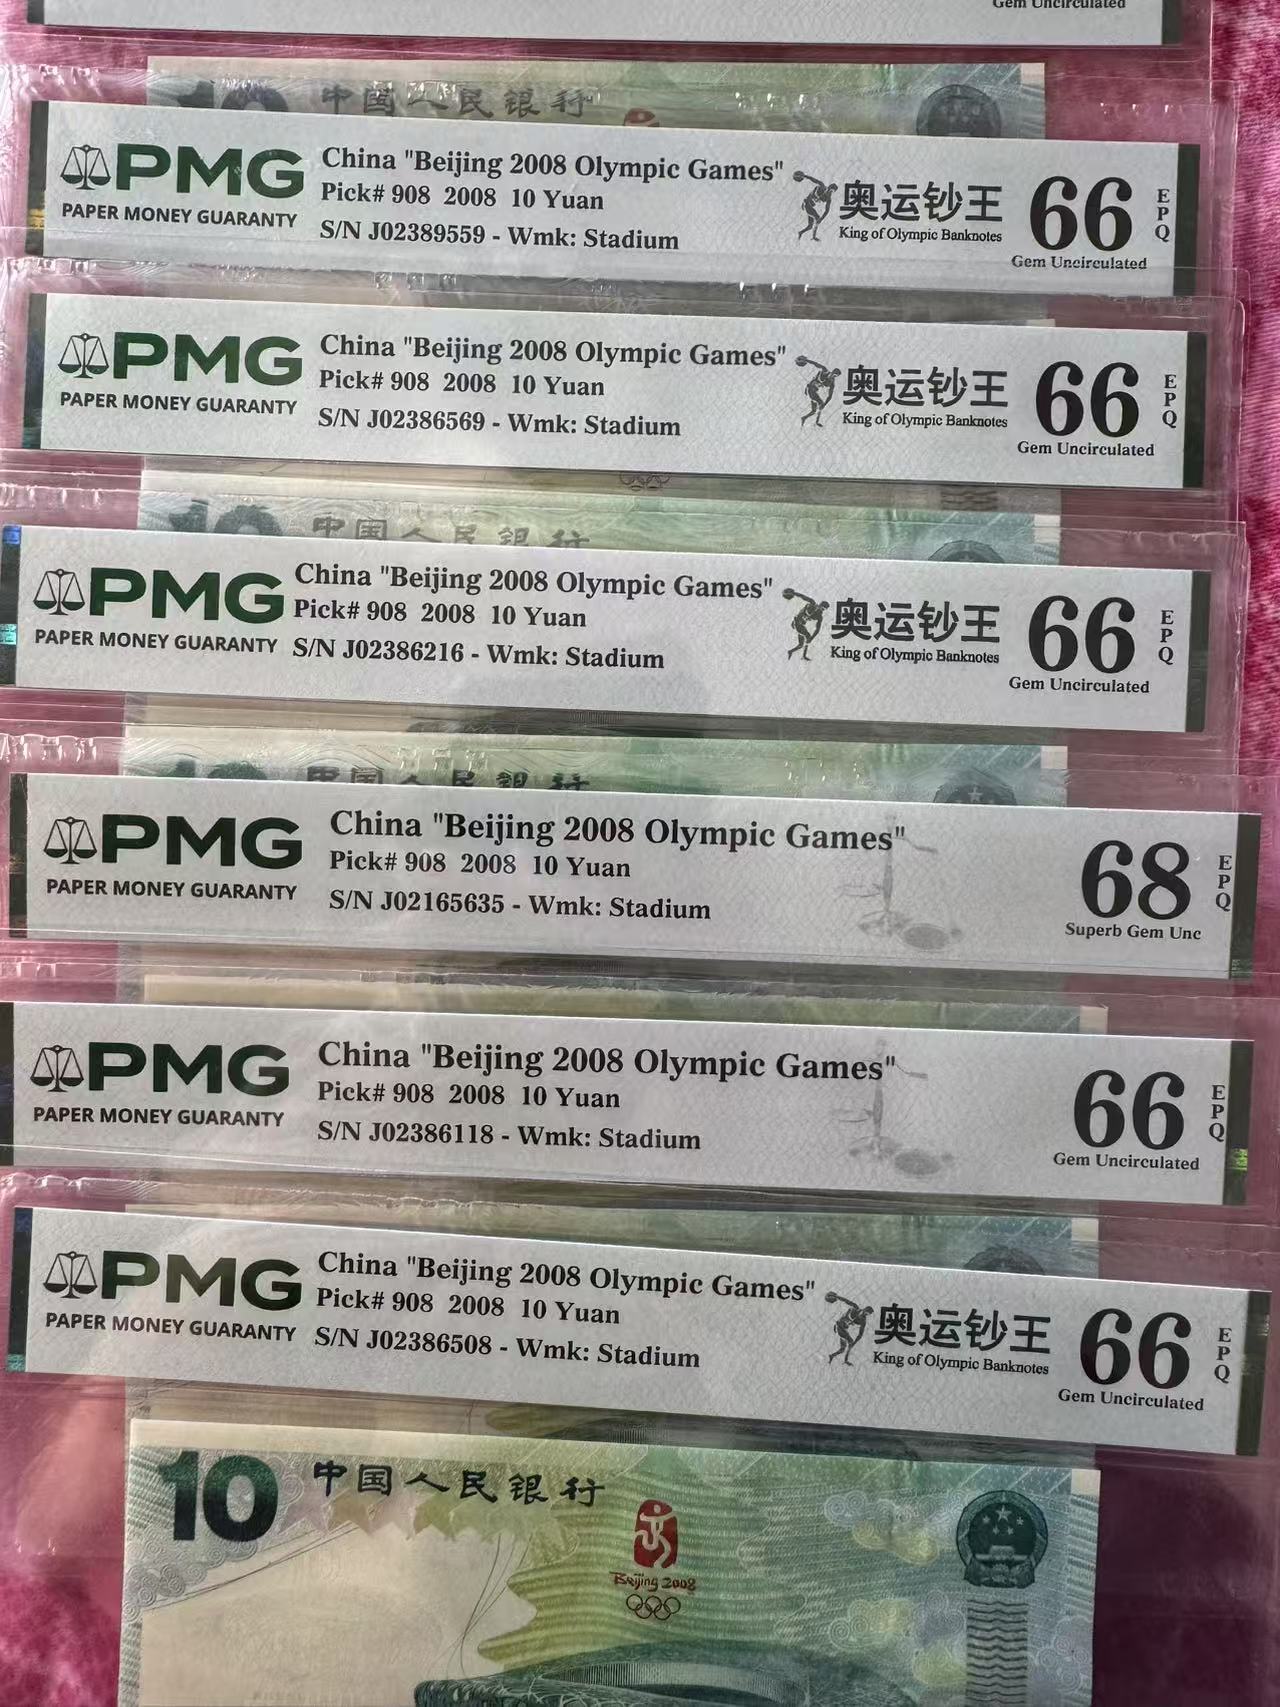 Gem Uncirculated
中国人民银行
PMG
PAPER MONEY GUARANTY
China "Beijing 2008 Olympic Games"
Pick# 908 2008 10 Yuan
S/N J02389559 - Wmk: Stadium
奥运钞王
King of Olympic Banknotes
66
EPQ
Gem Uncirculated
PMG
PAPER MONEY GUARANTY
China "Beijing 2008 Olympic Games"
Pick# 908 2008 10 Yuan
S/N J02386569 - Wmk: Stadium
奥运钞王
King of Olympic Banknotes
66
EPQ
Gem Uncirculated
10
中国人民银行
PMG
PAPER MONEY GUARANTY
China "Beijing 2008 Olympic Games"
Pick# 908 2008 10 Yuan
S/N J02386216 - Wmk: Stadium
奥运钞王
King of Olympic Banknotes
66
EPQ
Gem Uncirculated
中国人民银行
PMG
PAPER MONEY GUARANTY
China "Beijing 2008 Olympic Games"
Pick# 908 2008 10 Yuan
S/N J02165635 - Wmk: Stadium
68
EPQ
Superb Gem Unc
PMG
PAPER MONEY GUARANTY
China "Beijing 2008 Olympic Games"
Pick# 908 2008 10 Yuan
S/N J02386118 - Wmk: Stadium
66
EPQ
Gem Uncirculated
PMG
PAPER MONEY GUARANTY
China "Beijing 2008 Olympic Games"
Pick# 908 2008 10 Yuan
S/N J02386508 - Wmk: Stadium
奥运钞王
King of Olympic Banknotes
66
EPQ
Gem Uncirculated
10
中国人民银行
Beijing 2008